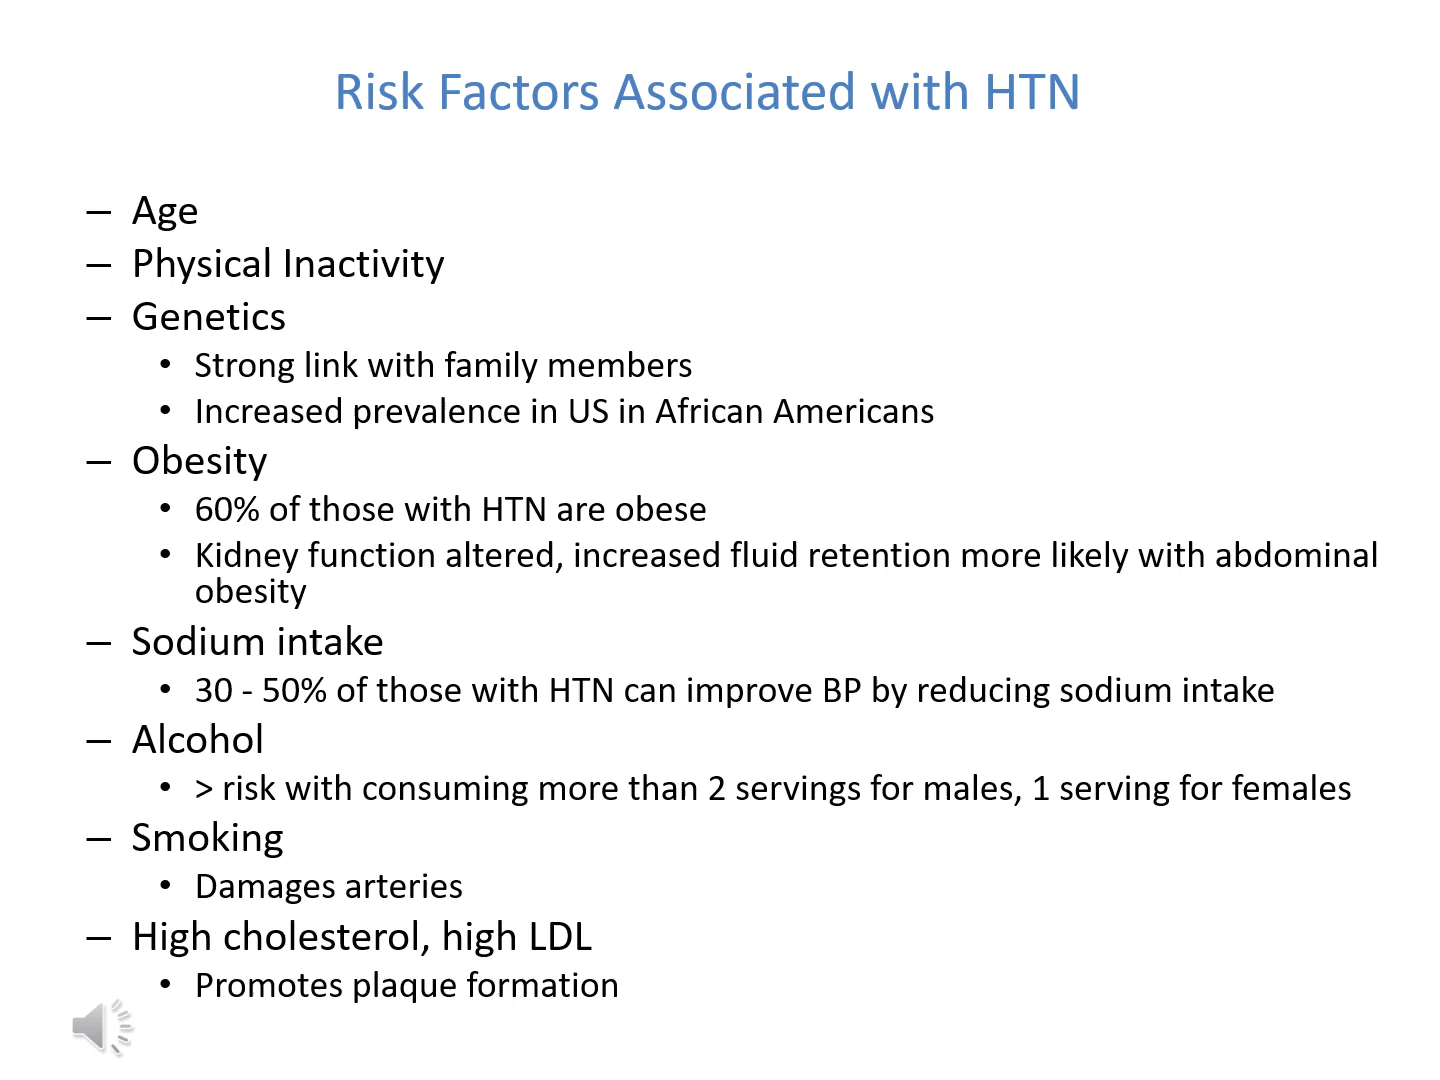 Risk Factors Associated with HTN
– Age
– Physical Inactivity
– Genetics
• Strong link with family members
• Increased prevalence in US in African Americans
– Obesity
• 60% of those with HTN are obese
• Kidney function altered, increased fluid retention more likely with abdominal
obesity
– Sodium intake
• 30 - 50% of those with HTN can improve BP by reducing sodium intake
– Alcohol
• > risk with consuming more than 2 servings for males, 1 serving for females
– Smoking
• Damages arteries
– High cholesterol, high LDL
• Promotes plaque formation